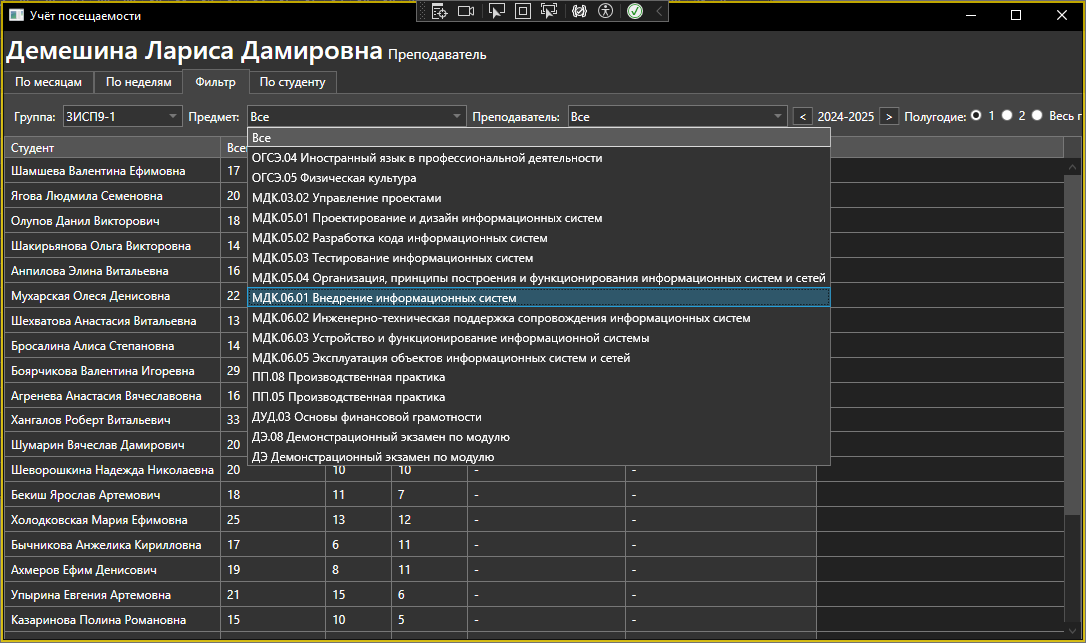 Учёт посещаемости
Демешина Лариса Дамировна Преподаватель
По месяцам По неделям Фильтр По студенту
Группа: ЗИСП9-1 Предмет: Все Преподаватель: Все < 2024-2025 > Полугодие: 1 2 Весь г
Студент Все
Все
ОГСЭ.04 Иностранный язык в профессиональной деятельности
ОГСЭ.05 Физическая культура
МДК.03.02 Управление проектами
МДК.05.01 Проектирование и дизайн информационных систем
МДК.05.02 Разработка кода информационных систем
МДК.05.03 Тестирование информационных систем
МДК.05.04 Организация, принципы построения и функционирования информационных систем и сетей
МДК.06.01 Внедрение информационных систем
МДК.06.02 Инженерно-техническая поддержка сопровождения информационных систем
МДК.06.03 Устройство и функционирование информационной системы
МДК.06.05 Эксплуатация объектов информационных систем и сетей
ПП.08 Производственная практика
ПП.05 Производственная практика
ДУД.03 Основы финансовой грамотности
ДЭ.08 Демонстрационный экзамен по модулю
ДЭ Демонстрационный экзамен по модулю
Шамшева Валентина Ефимовна 17
Ягова Людмила Семеновна 20
Олупов Данил Викторович 18
Шакирьянова Ольга Викторовна 14
Анпилова Элина Витальевна 16
Мухарская Олеся Денисовна 22
Шехватова Анастасия Витальевна 13
Бросалина Алиса Степановна 14
Боярчикова Валентина Игоревна 29
Агренева Анастасия Вячеславовна 16
Хангалов Роберт Витальевич 33
Шумарин Вячеслав Дамирович 20
Шеворошкина Надежда Николаевна 20 10 10 - -
Бекиш Ярослав Артемович 18 11 7 - -
Холодковская Мария Ефимовна 25 13 12 - -
Бычникова Анжелика Кирилловна 17 6 11 - -
Ахмеров Ефим Денисович 19 8 11 - -
Упырина Евгения Артемовна 21 15 6 - -
Казаринова Полина Романовна 15 10 5 - -